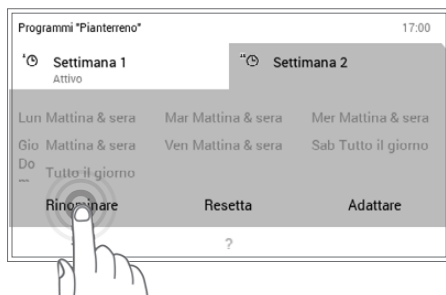 Programmi "Pianterreno" 17:00
Settimana 1 Settimana 2
Attivo
Lun Mattina & sera Mar Mattina & sera Mer Mattina & sera
Gio Mattina & sera Ven Mattina & sera Sab Tutto il giorno
Do
... Tutto il giorno
Rinominare Resetta Adattare
?